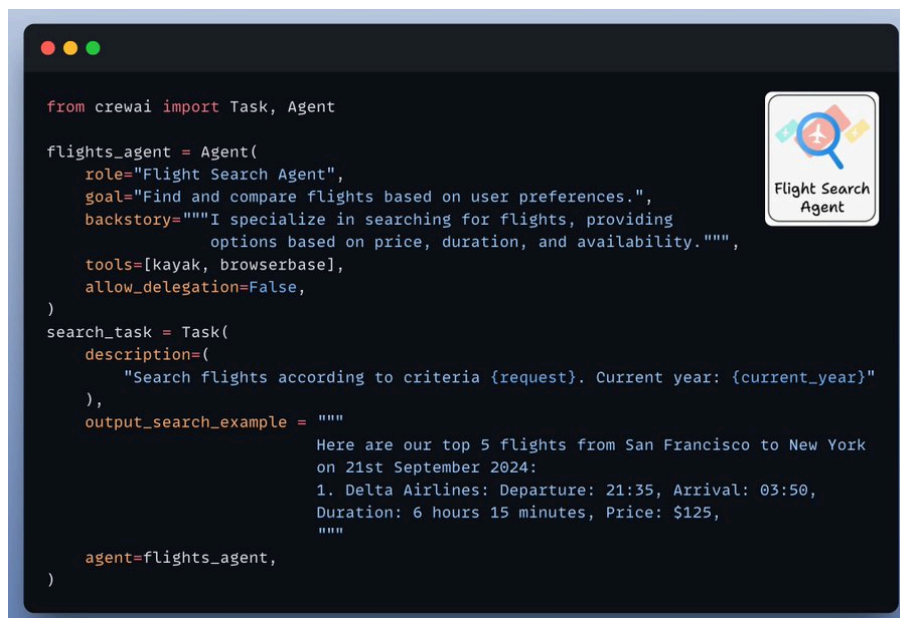 from crewai import Task, Agent
flights_agent = Agent(
    role="Flight Search Agent",
    goal="Find and compare flights based on user preferences.",
    backstory="""I specialize in searching for flights, providing
                 options based on price, duration, and availability.""",
    tools=[kayak, browserbase],
    allow_delegation=False,
)
search_task = Task(
    description=(
        "Search flights according to criteria {request}. Current year: {current_year}"
    ),
    output_search_example = """
                            Here are our top 5 flights from San Francisco to New York
                            on 21st September 2024:
                            1. Delta Airlines: Departure: 21:35, Arrival: 03:50,
                            Duration: 6 hours 15 minutes, Price: $125,
                            """
    agent=flights_agent,
)
Flight Search
Agent